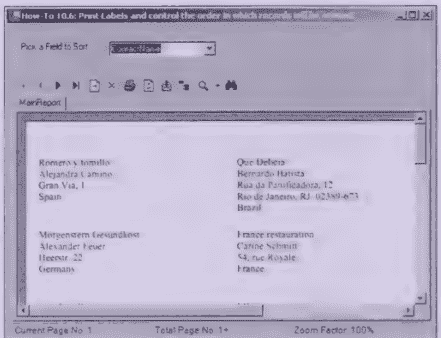 How-To 10.6: Print Labels and control the order in which records will be printed
Pick a Field to Sort
ContactName
MainReport
Romero y tomillo
Alejandra Camino
Gran Vía, 1
Spain
Que Delícia
Bernardo Batista
Rua da Panificadora, 12
Rio de Janeiro, RJ 02389-673
Brazil
Morgenstern Gesundkost
Alexander Feuer
Heerstr. 22
Germany
France restauration
Carine Schmitt
54, rue Royale
France
Current Page No: 1
Total Page No: 1+
Zoom Factor: 100%